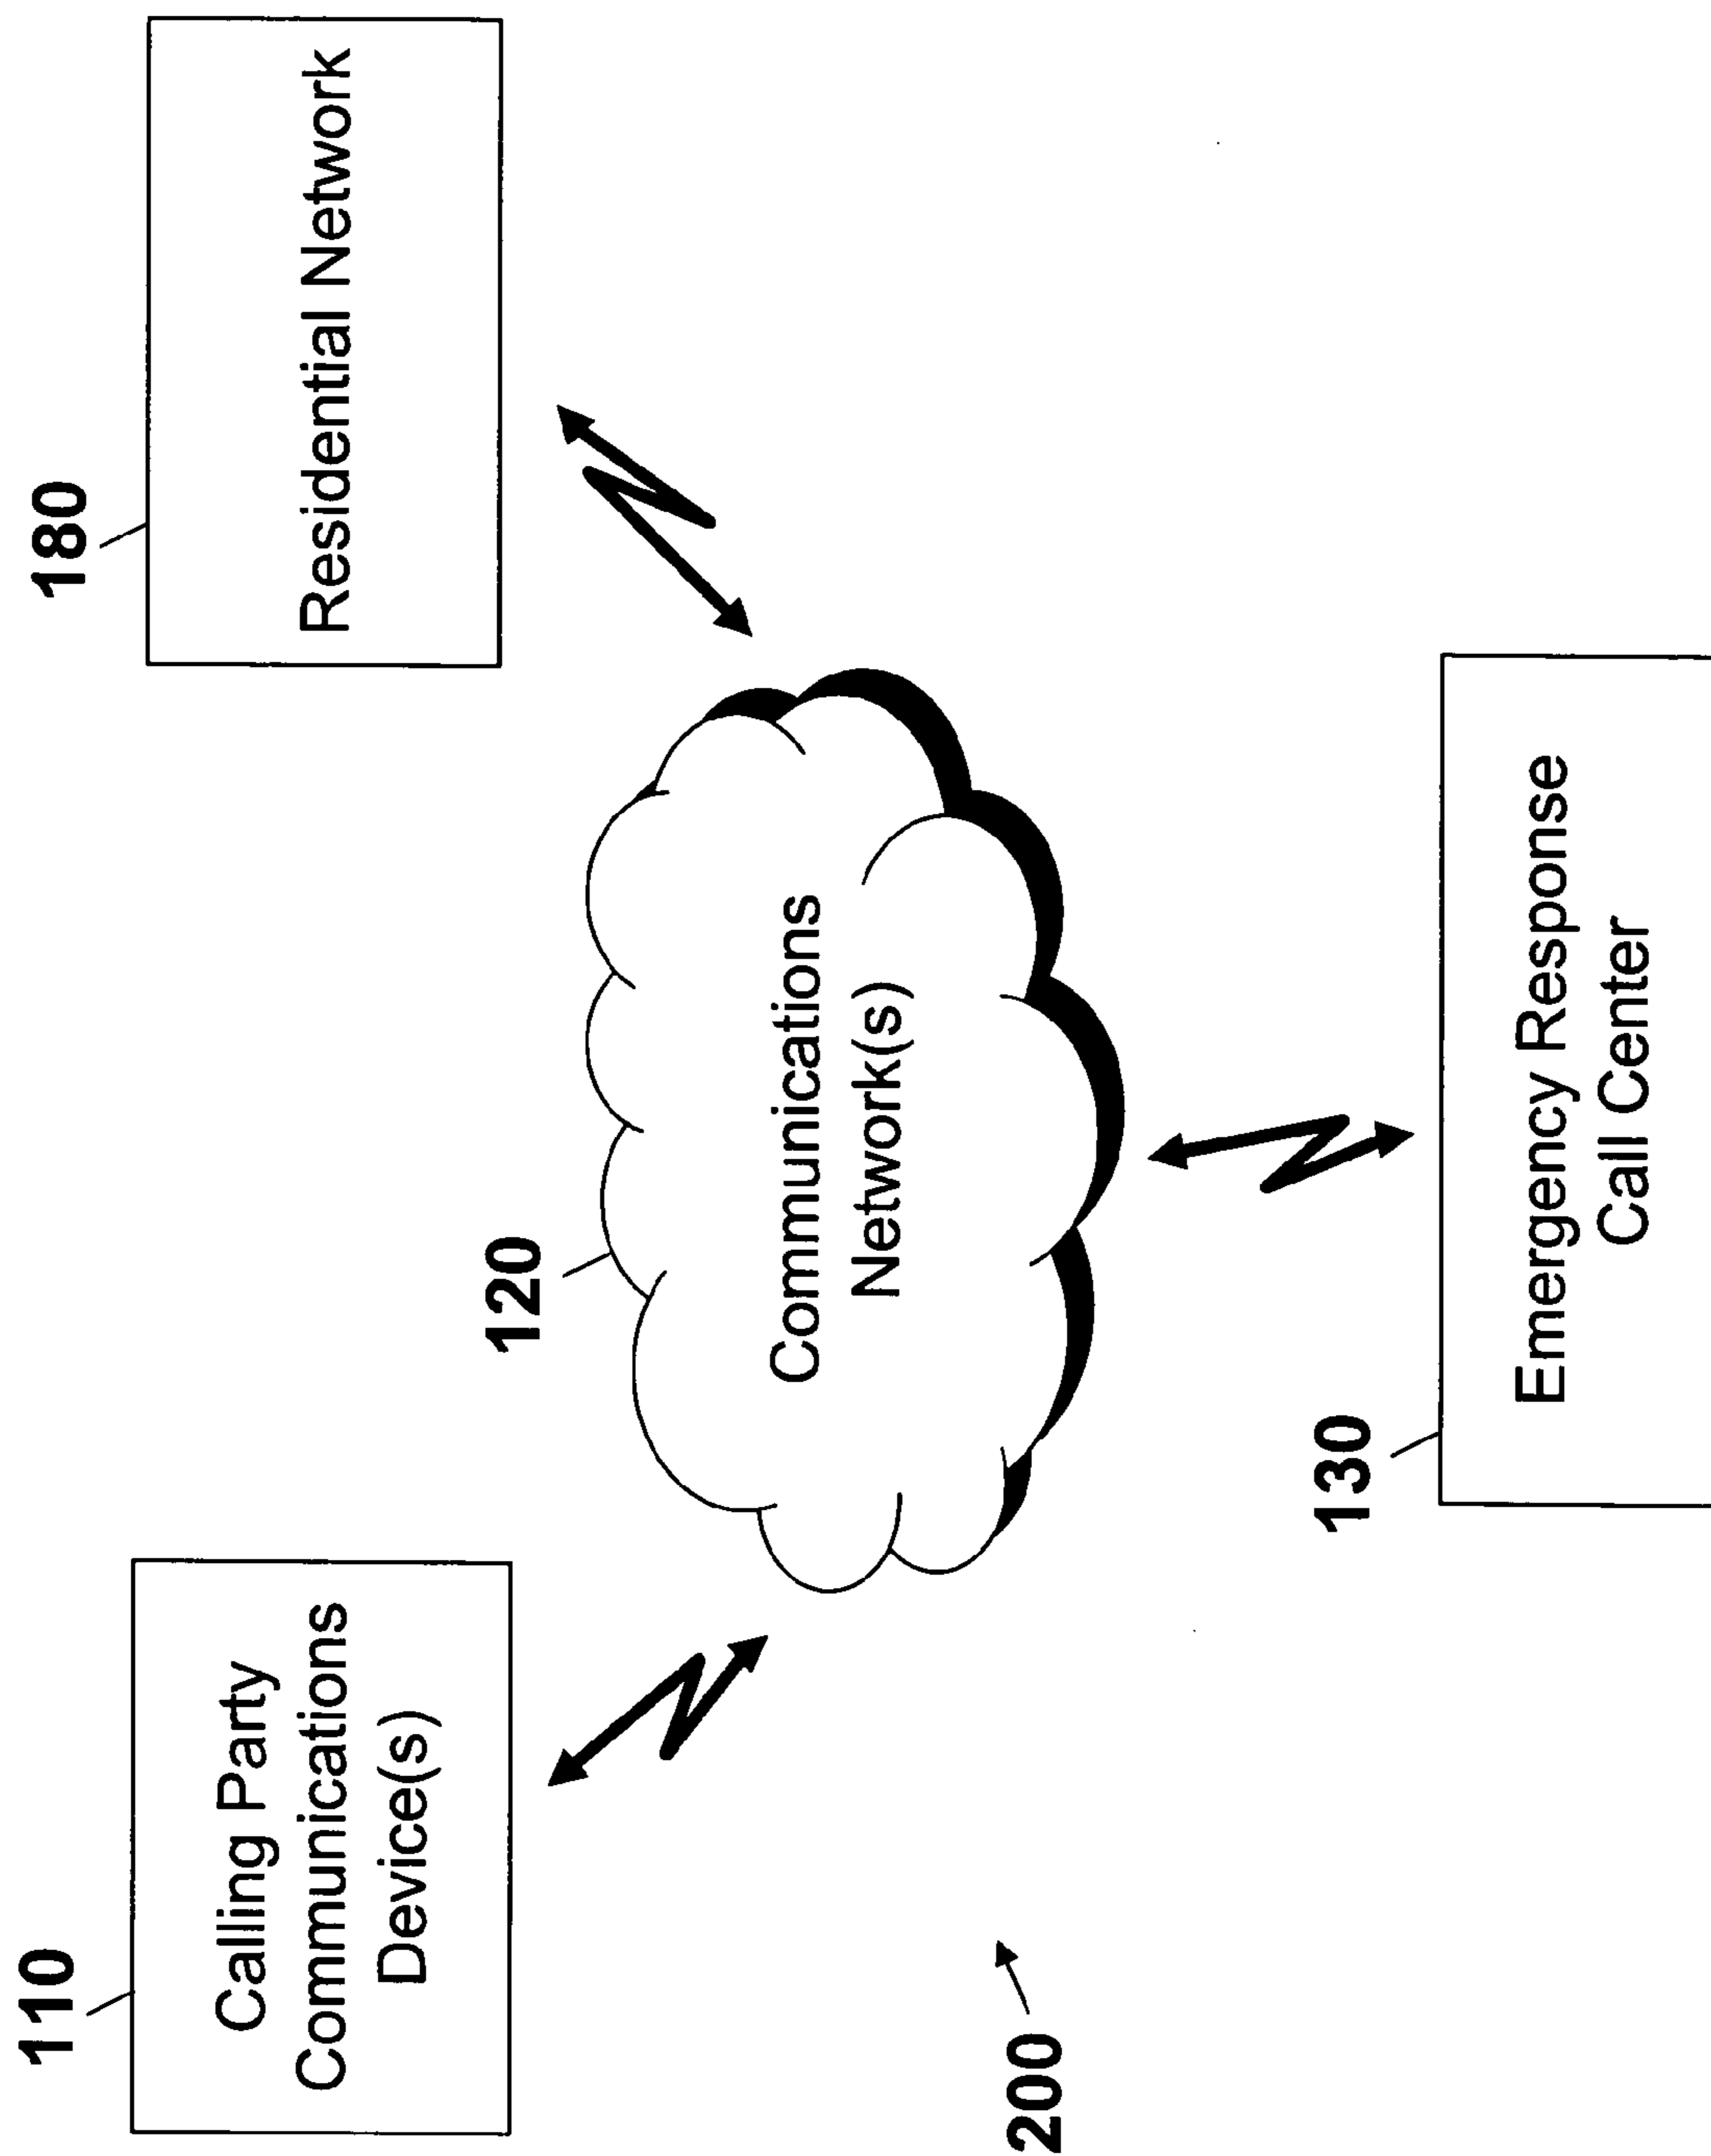 110
Calling Party
Communications
Device(s)
180
Residential Network
120
Communications
Network(s)
130
Emergency Response
Call Center
200